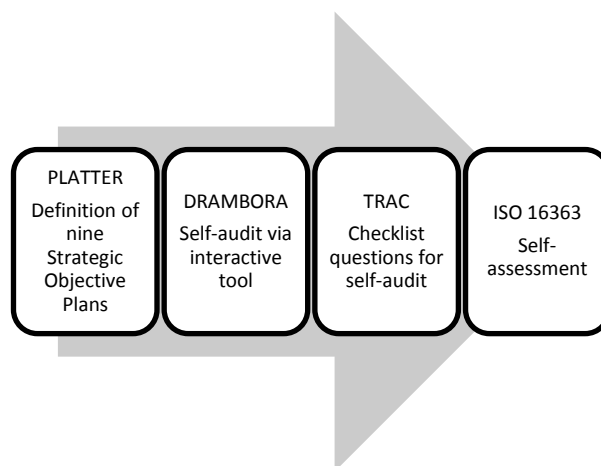 PLATTER
Definition of
nine
Strategic
Objective
Plans
DRAMBORA
Self-audit via
interactive
tool
TRAC
Checklist
questions for
self-audit
ISO 16363
Self-
assessment